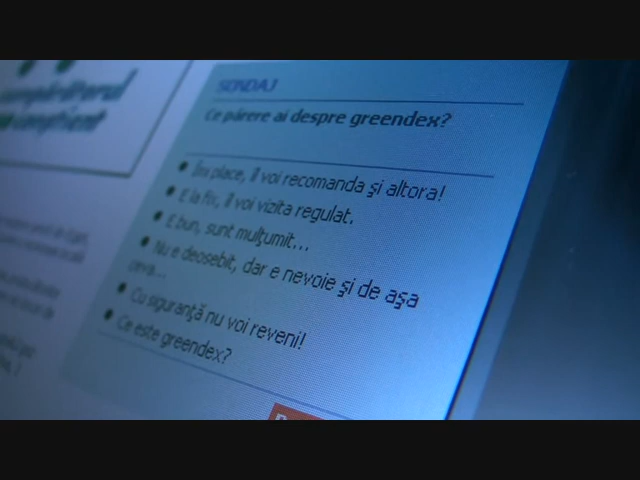 cumpărătorul
conştient
SONDAJ
Ce părere ai despre greendex?
Îmi place, îl voi recomanda şi altora!
E la fix, îl voi vizita regulat.
E bun, sunt mulţumit...
Nu e deosebit, dar e nevoie şi de aşa
ceva...
Cu siguranţă nu voi reveni!
Ce este greendex?